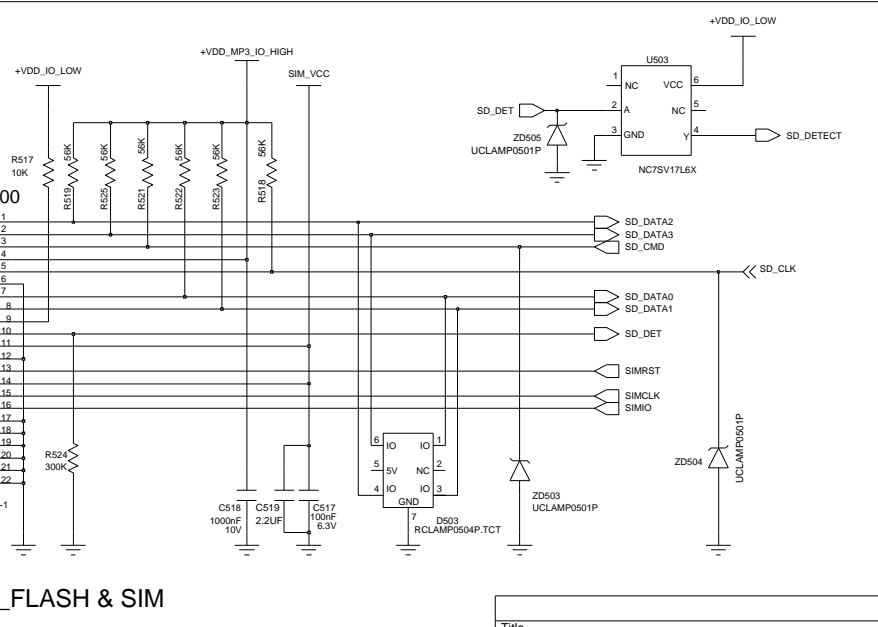 +VDD_IO_LOW
+VDD_MP3_IO_HIGH
SIM_VCC
+VDD_IO_LOW
R517
10K
56K
R519
56K
R525
56K
R521
56K
R522
56K
R523
56K
R518
U503
1
NC
VCC
6
SD_DET
2
A
NC
5
3
GND
Y
4
SD_DETECT
ZD505
UCLAMP0501P
NC7SV17L6X
00
1
2
3
4
5
6
7
8
9
10
11
12
13
14
15
16
17
18
19
20
21
22
-1
SD_DATA2
SD_DATA3
SD_CMD
SD_CLK
SD_DATA0
SD_DATA1
SD_DET
SIMRST
SIMCLK
SIMIO
R524
300K
C518
1000nF
10V
C519
2.2UF
C517
100nF
6.3V
6
IO
IO
1
5
5V
NC
2
4
IO
IO
3
GND
7
D503
RCLAMP0504P.TCT
ZD503
UCLAMP0501P
ZD504
UCLAMP0501P
_FLASH & SIM
Title